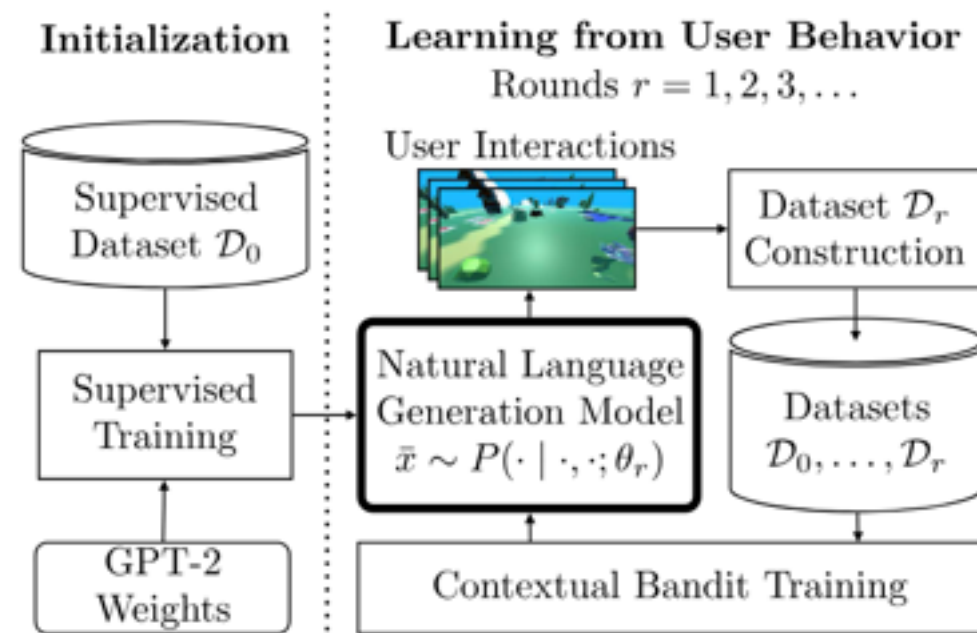 Initialization
Supervised
Dataset 𝒟₀
Supervised
Training
GPT-2
Weights
Learning from User Behavior
Rounds r = 1, 2, 3, . . .
User Interactions
Dataset 𝒟ᵣ
Construction
Natural Language
Generation Model
x̄ ∼ P(· | ·, ·; θᵣ)
Datasets
𝒟₀, . . . , 𝒟ᵣ
Contextual Bandit Training